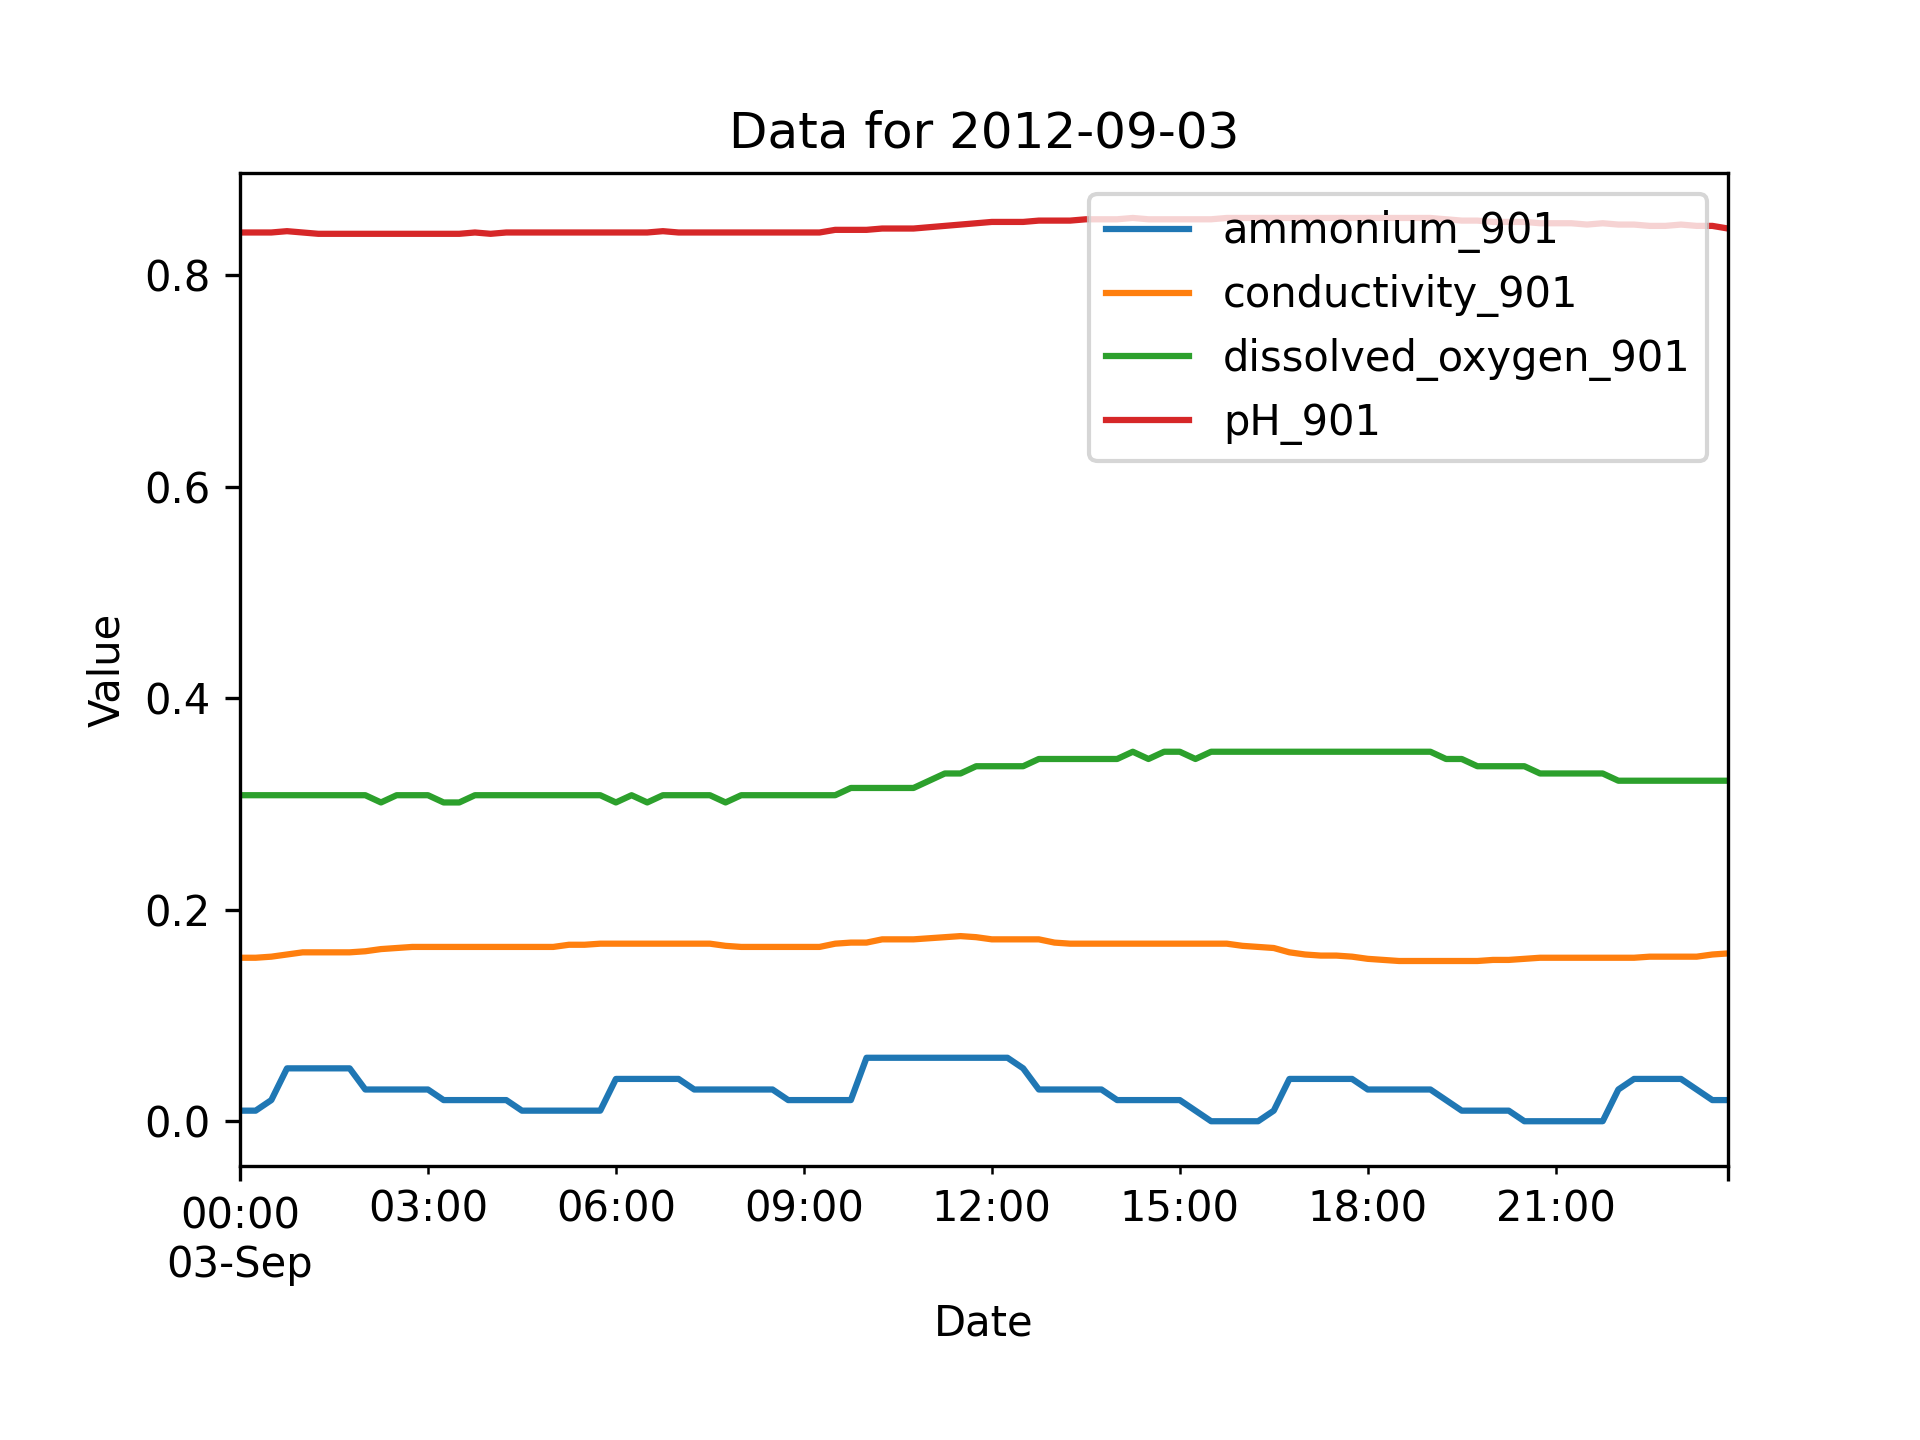 Data for 2012-09-03
ammonium_901
conductivity_901
dissolved_oxygen_901
pH_901
Value
0.8
0.6
0.4
0.2
0.0
00:00 03:00 06:00 09:00 12:00 15:00 18:00 21:00
03-Sep
Date